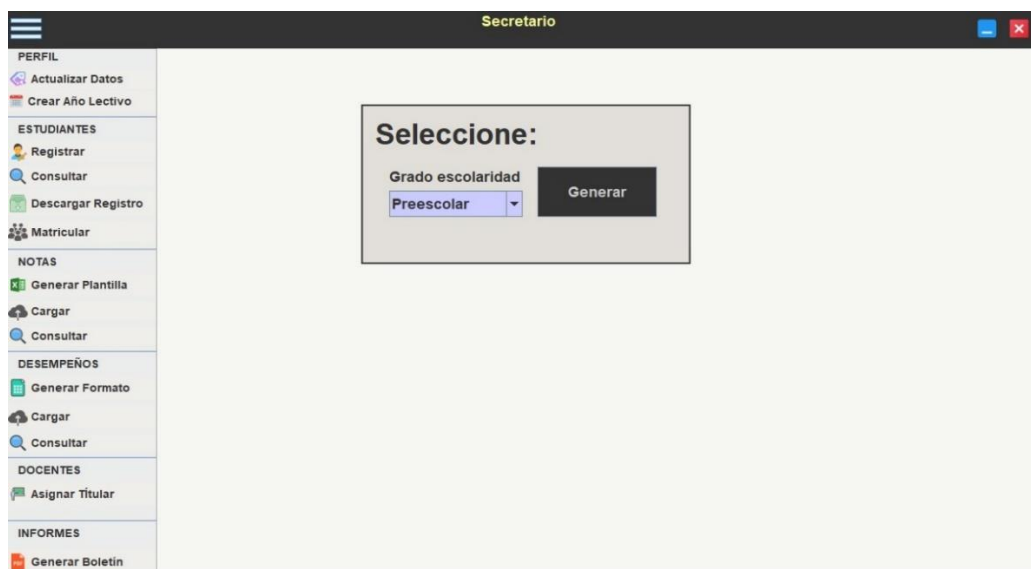 Secretario
PERFIL
Actualizar Datos
Crear Año Lectivo
ESTUDIANTES
Registrar
Consultar
Descargar Registro
Matricular
NOTAS
Generar Plantilla
Cargar
Consultar
DESEMPEÑOS
Generar Formato
Cargar
Consultar
DOCENTES
Asignar Títular
INFORMES
Generar Boletín
Seleccione:
Grado escolaridad
Preescolar
Generar